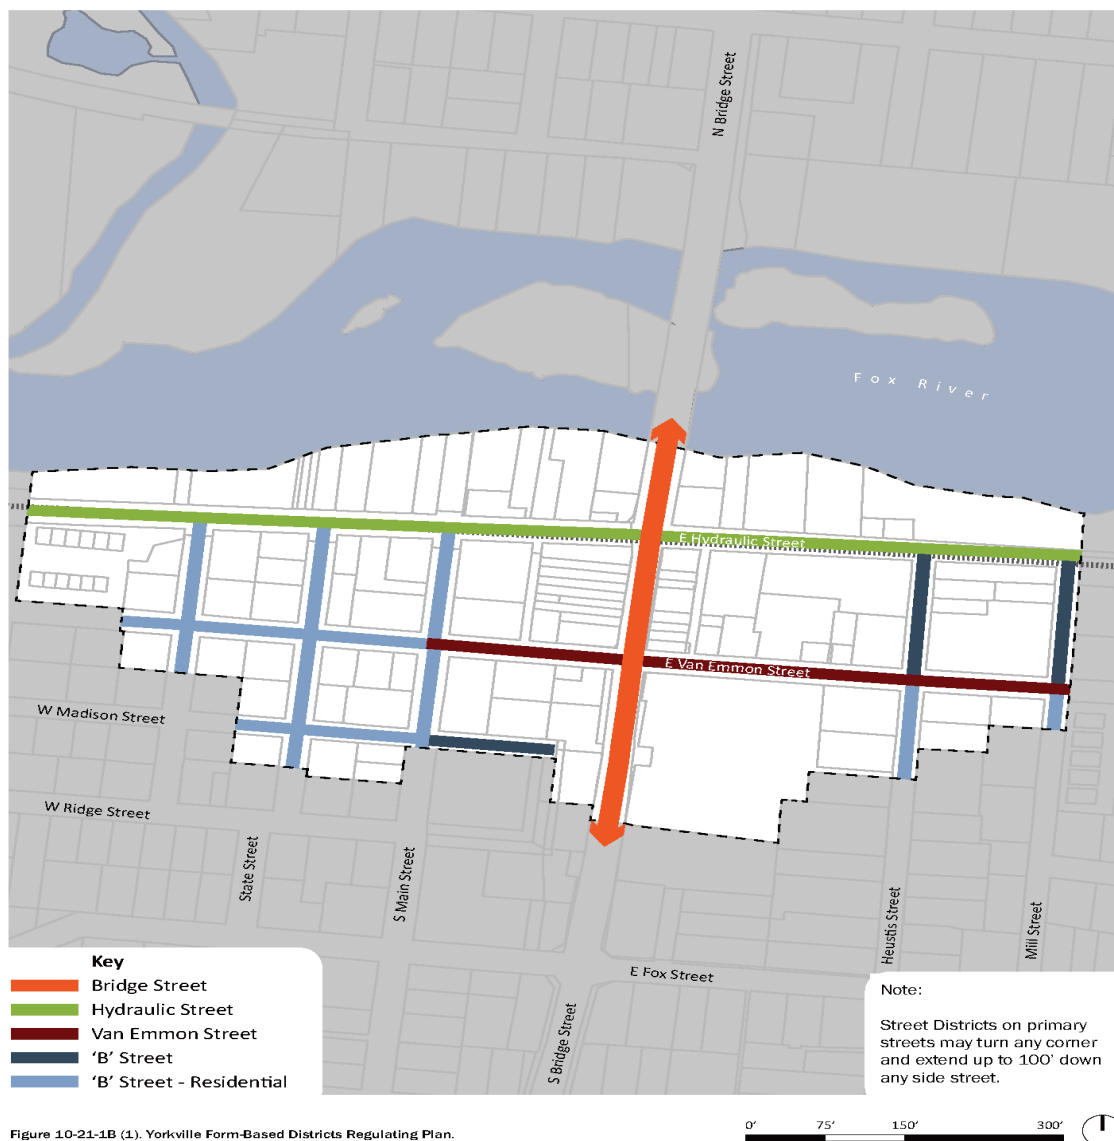 N Bridge Street
Fox River
E Hydraulic Street
E Van Emmon Street
W Madison Street
W Ridge Street
State Street
S Main Street
Heustis Street
Mill Street
E Fox Street
S Bridge Street
Key
Bridge Street
Hydraulic Street
Van Emmon Street
‘B’ Street
‘B’ Street - Residential
Note:
Street Districts on primary
streets may turn any corner
and extend up to 100’ down
any side street.
Figure 10-21-1B (1). Yorkville Form-Based Districts Regulating Plan.
0’ 75’ 150’ 300’